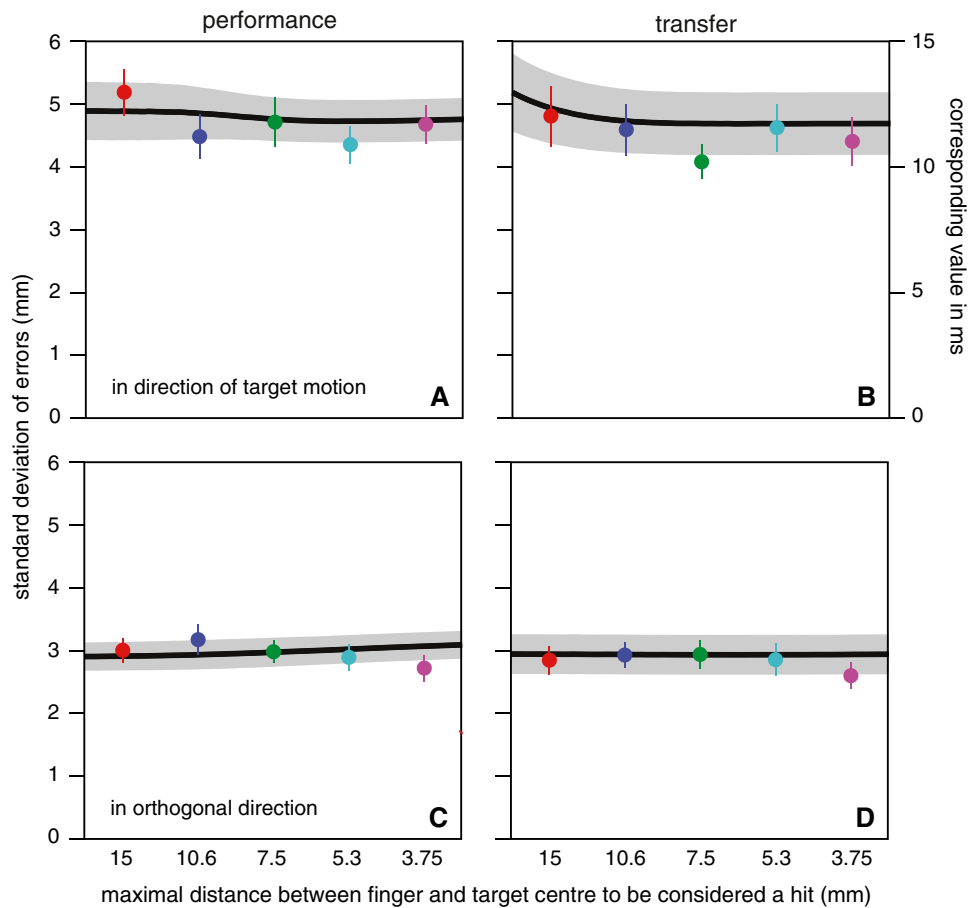 performance
transfer
6
5
4
3
2
1
0
in direction of target motion
A
B
15
10
5
0
corresponding value in ms
standard deviation of errors (mm)
6
5
4
3
2
1
0
in orthogonal direction
C
D
15 10.6 7.5 5.3 3.75
15 10.6 7.5 5.3 3.75
maximal distance between finger and target centre to be considered a hit (mm)